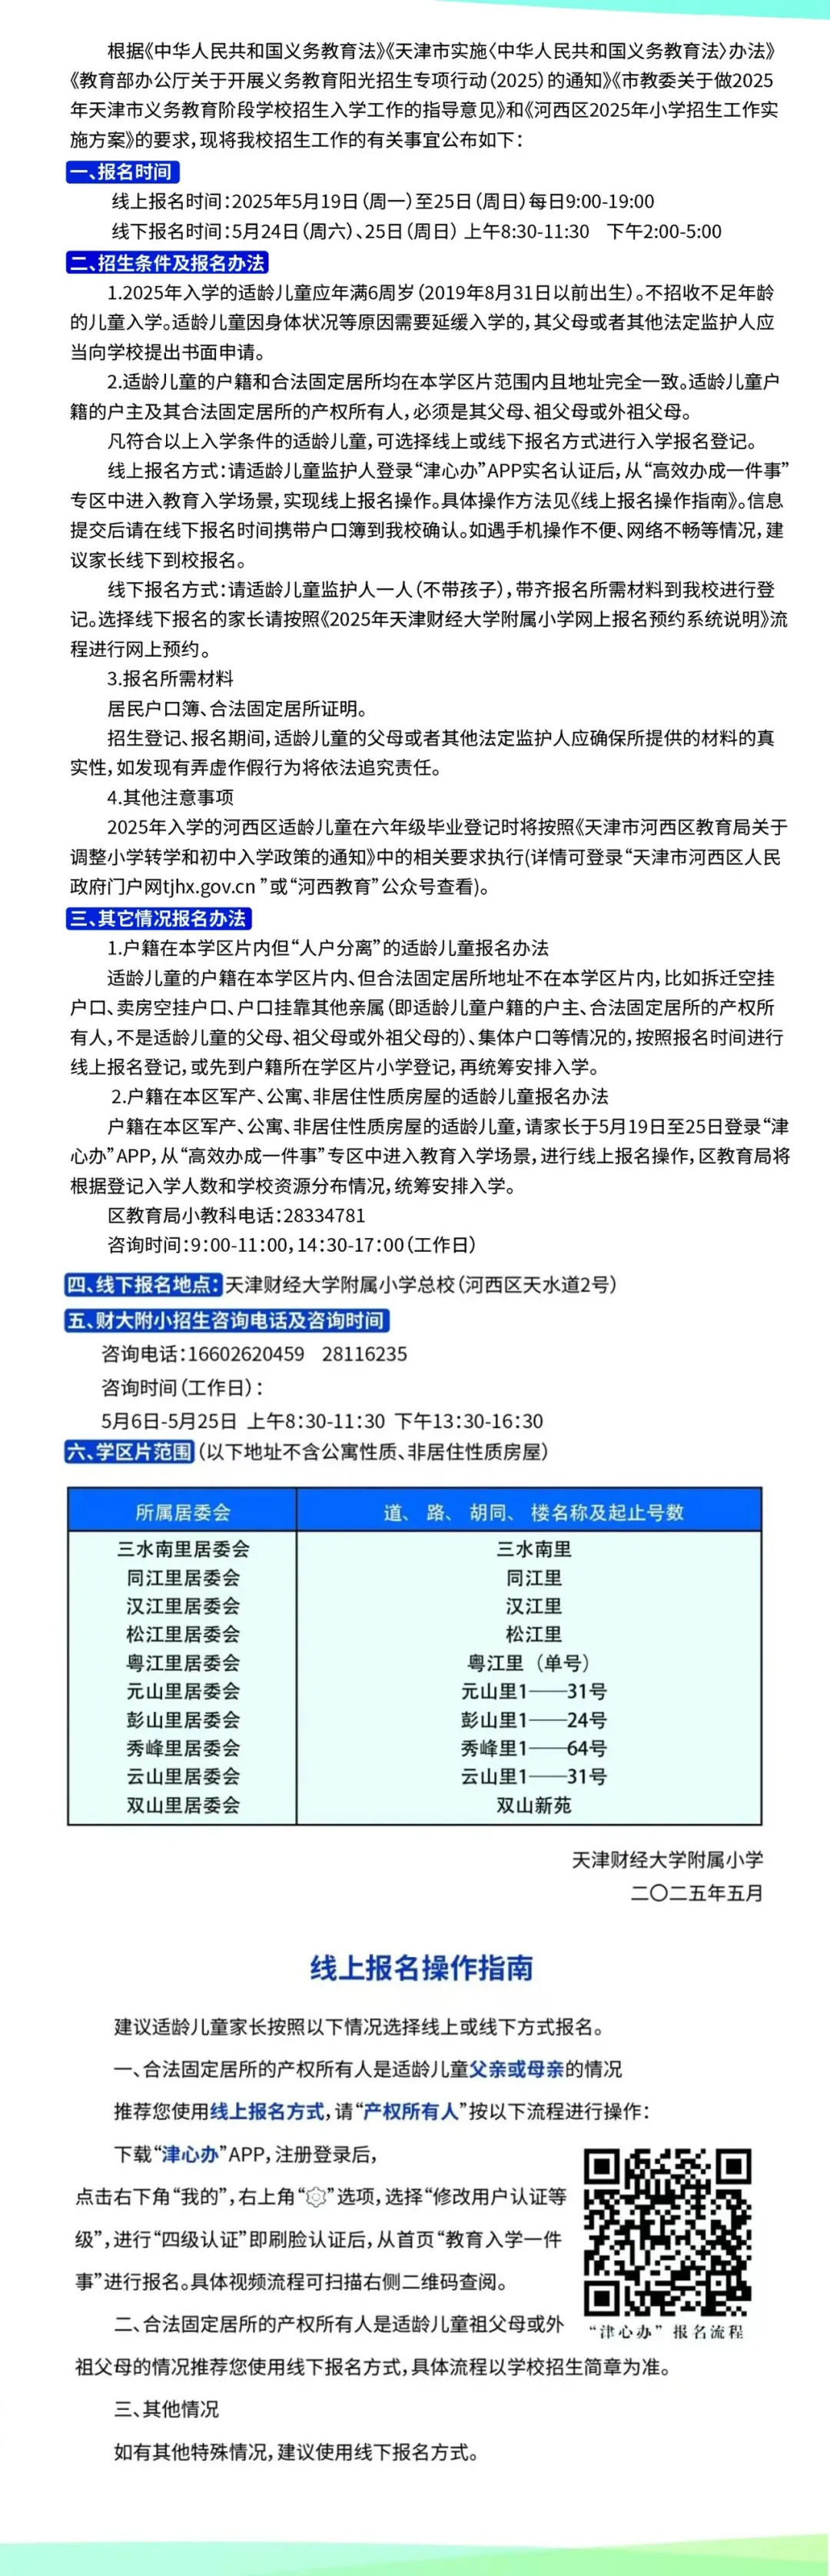 根据《中华人民共和国义务教育法》《天津市实施〈中华人民共和国义务教育法〉办法》
《教育部办公厅关于开展义务教育阳光招生专项行动（2025）的通知》《市教委关于做2025
年天津市义务教育阶段学校招生入学工作的指导意见》和《河西区2025年小学招生工作实
施方案》的要求，现将我校招生工作的有关事宜公布如下：
一、报名时间
线上报名时间：2025年5月19日（周一）至25日（周日）每日9:00-19:00
线下报名时间：5月24日（周六）、25日（周日） 上午8:30-11:30 下午2:00-5:00
二、招生条件及报名办法
1.2025年入学的适龄儿童应年满6周岁（2019年8月31日以前出生）。不招收不足年龄
的儿童入学。适龄儿童因身体状况等原因需要延缓入学的，其父母或者其他法定监护人应
当向学校提出书面申请。
2.适龄儿童的户籍和合法固定居所均在本学区片范围内且地址完全一致。适龄儿童户
籍的户主及其合法固定居所的产权所有人，必须是其父母、祖父母或外祖父母。
凡符合以上入学条件的适龄儿童，可选择线上或线下报名方式进行入学报名登记。
线上报名方式：请适龄儿童监护人登录“津心办”APP实名认证后，从“高效办成一件事”
专区中进入教育入学场景，实现线上报名操作。具体操作方法见《线上报名操作指南》。信息
提交后请在线下报名时间携带户口簿到我校确认。如遇手机操作不便、网络不畅等情况，建
议家长线下到校报名。
线下报名方式：请适龄儿童监护人一人（不带孩子），带齐报名所需材料到我校进行登
记。选择线下报名的家长请按照《2025年天津财经大学附属小学网上报名预约系统说明》流
程进行网上预约。
3.报名所需材料
居民户口簿、合法固定居所证明。
招生登记、报名期间，适龄儿童的父母或者其他法定监护人应确保所提供的材料的真
实性，如发现有弄虚作假行为将依法追究责任。
4.其他注意事项
2025年入学的河西区适龄儿童在六年级毕业登记时将按照《天津市河西区教育局关于
调整小学转学和初中入学政策的通知》中的相关要求执行(详情可登录“天津市河西区人民
政府门户网tjhx.gov.cn ”或“河西教育”公众号查看)。
三、其它情况报名办法
1.户籍在本学区片内但“人户分离”的适龄儿童报名办法
适龄儿童的户籍在本学区片内、但合法固定居所地址不在本学区片内，比如拆迁空挂
户口、卖房空挂户口、户口挂靠其他亲属（即适龄儿童户籍的户主、合法固定居所的产权所
有人，不是适龄儿童的父母、祖父母或外祖父母的）、集体户口等情况的，按照报名时间进行
线上报名登记，或先到户籍所在学区片小学登记，再统筹安排入学。
2.户籍在本区军产、公寓、非居住性质房屋的适龄儿童报名办法
户籍在本区军产、公寓、非居住性质房屋的适龄儿童，请家长于5月19日至25日登录“津
心办”APP，从“高效办成一件事”专区中进入教育入学场景，进行线上报名操作，区教育局将
根据登记入学人数和学校资源分布情况，统筹安排入学。
区教育局小教科电话：28334781
咨询时间：9:00-11:00，14:30-17:00（工作日）
四、线下报名地点：天津财经大学附属小学总校（河西区天水道2号）
五、财大附小招生咨询电话及咨询时间
咨询电话：16602620459 28116235
咨询时间（工作日）：
5月6日-5月25日 上午8:30-11:30 下午13:30-16:30
六、学区片范围（以下地址不含公寓性质、非居住性质房屋）
所属居委会 道、 路、 胡同、 楼名称及起止号数
三水南里居委会 三水南里
同江里居委会 同江里
汉江里居委会 汉江里
松江里居委会 松江里
粤江里居委会 粤江里（单号）
元山里居委会 元山里1——31号
彭山里居委会 彭山里1——24号
秀峰里居委会 秀峰里1——64号
云山里居委会 云山里1——31号
双山里居委会 双山新苑
天津财经大学附属小学
二〇二五年五月
线上报名操作指南
建议适龄儿童家长按照以下情况选择线上或线下方式报名。
一、合法固定居所的产权所有人是适龄儿童父亲或母亲的情况
推荐您使用线上报名方式，请“产权所有人”按以下流程进行操作：
下载“津心办”APP，注册登录后，
点击右下角“我的”，右上角“”选项，选择“修改用户认证等
级”，进行“四级认证”即刷脸认证后，从首页“教育入学一件
事”进行报名。具体视频流程可扫描右侧二维码查阅。
“津心办”报名流程
二、合法固定居所的产权所有人是适龄儿童祖父母或外
祖父母的情况推荐您使用线下报名方式，具体流程以学校招生简章为准。
三、其他情况
如有其他特殊情况，建议使用线下报名方式。